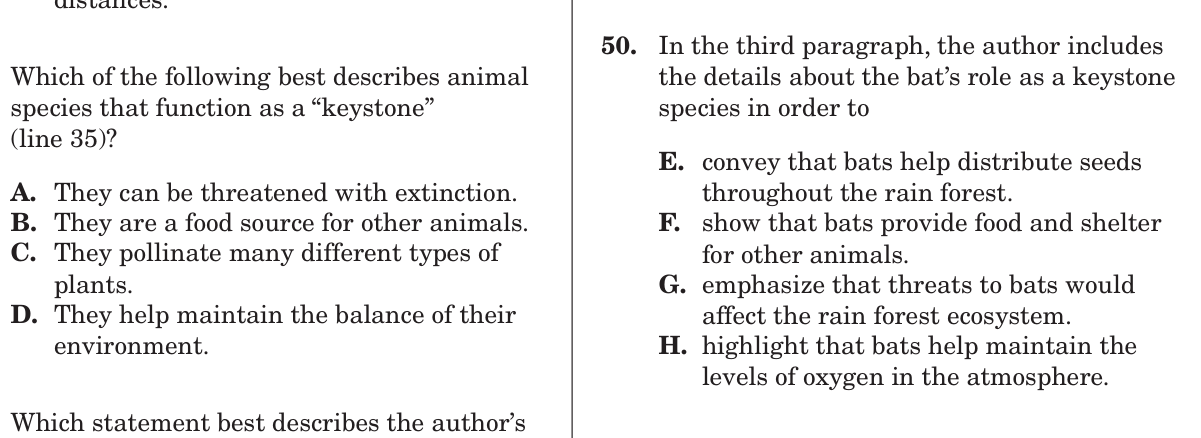 distances.
Which of the following best describes animal
species that function as a “keystone”
(line 35)?
A. They can be threatened with extinction.
B. They are a food source for other animals.
C. They pollinate many different types of
plants.
D. They help maintain the balance of their
environment.
Which statement best describes the author’s
50. In the third paragraph, the author includes
the details about the bat’s role as a keystone
species in order to
E. convey that bats help distribute seeds
throughout the rain forest.
F. show that bats provide food and shelter
for other animals.
G. emphasize that threats to bats would
affect the rain forest ecosystem.
H. highlight that bats help maintain the
levels of oxygen in the atmosphere.